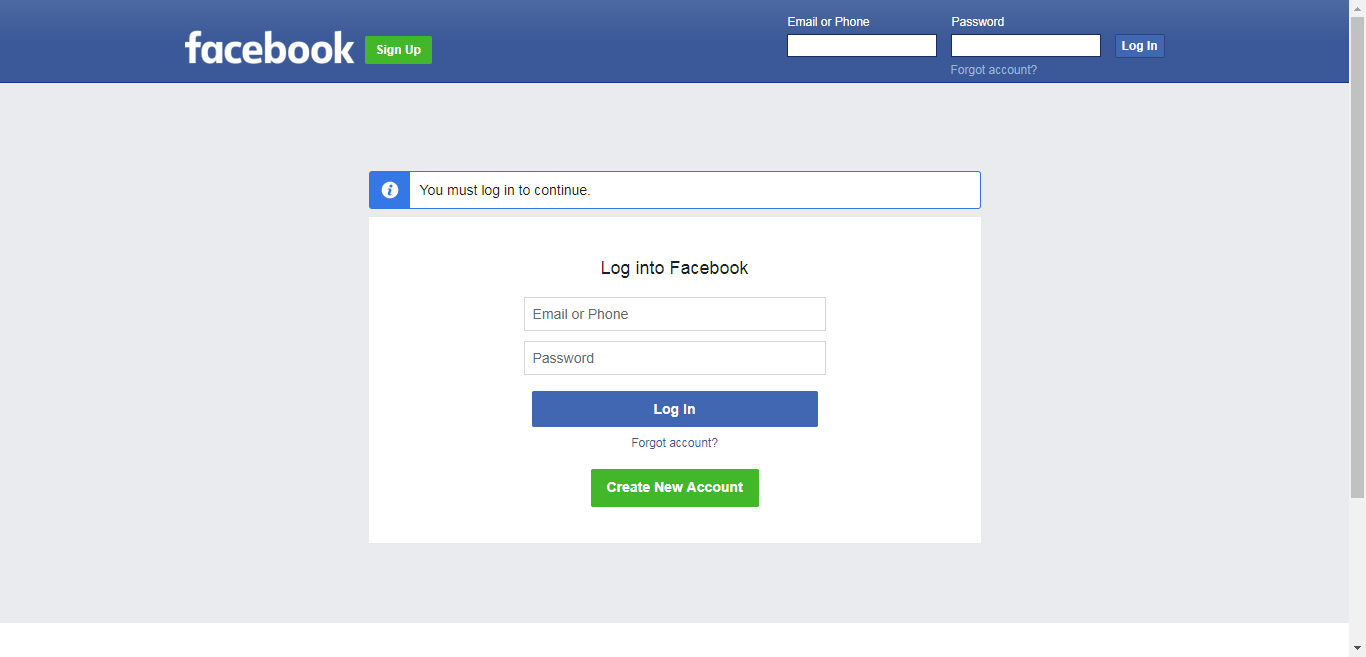 facebook
Sign Up
Email or Phone
Password
Log In
Forgot account?
You must log in to continue.
Log into Facebook
Email or Phone
Password
Log In
Forgot account?
Create New Account